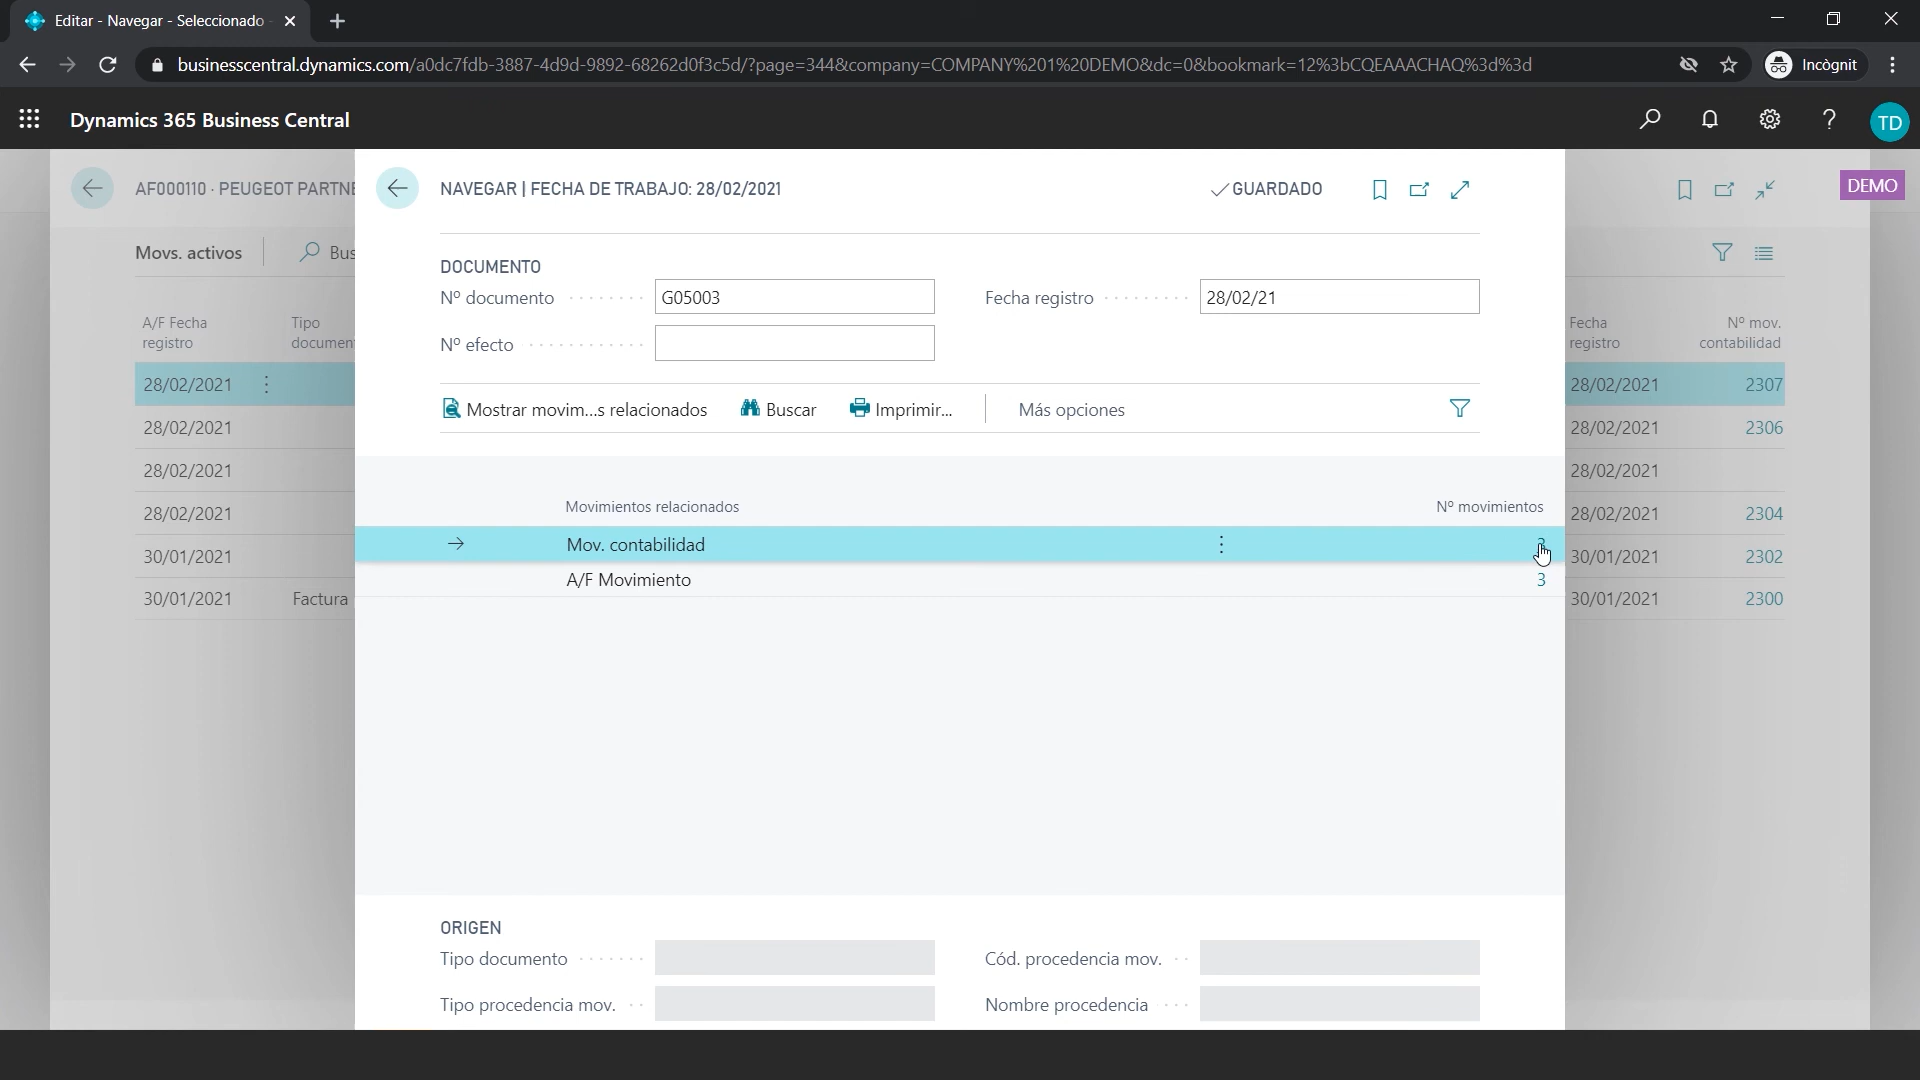 Editar - Navegar - Seleccionado -
businesscentral.dynamics.com/a0dc7fdb-3887-4d9d-9892-68262d0f3c5d/?page=344&company=COMPANY%201%20DEMO&dc=0&bookmark=12%3bCQEAAACHAQ%3d%3d
Incògnit
Dynamics 365 Business Central
TD
AF000110 · PEUGEOT PARTNE
NAVEGAR | FECHA DE TRABAJO: 28/02/2021
GUARDADO
DEMO
Movs. activos
Bus
DOCUMENTO
Nº documento
G05003
Fecha registro
28/02/21
Nº efecto
A/F Fecha registro
Tipo documen
Fecha registro
Nº mov. contabilidad
28/02/2021
28/02/2021 2307
Mostrar movim...s relacionados
Buscar
Imprimir...
Más opciones
28/02/2021
28/02/2021 2306
28/02/2021
28/02/2021
Movimientos relacionados
Nº movimientos
28/02/2021
28/02/2021 2304
Mov. contabilidad
30/01/2021
30/01/2021 2302
A/F Movimiento
3
30/01/2021 Factura
30/01/2021 2300
ORIGEN
Tipo documento
Cód. procedencia mov.
Tipo procedencia mov.
Nombre procedencia